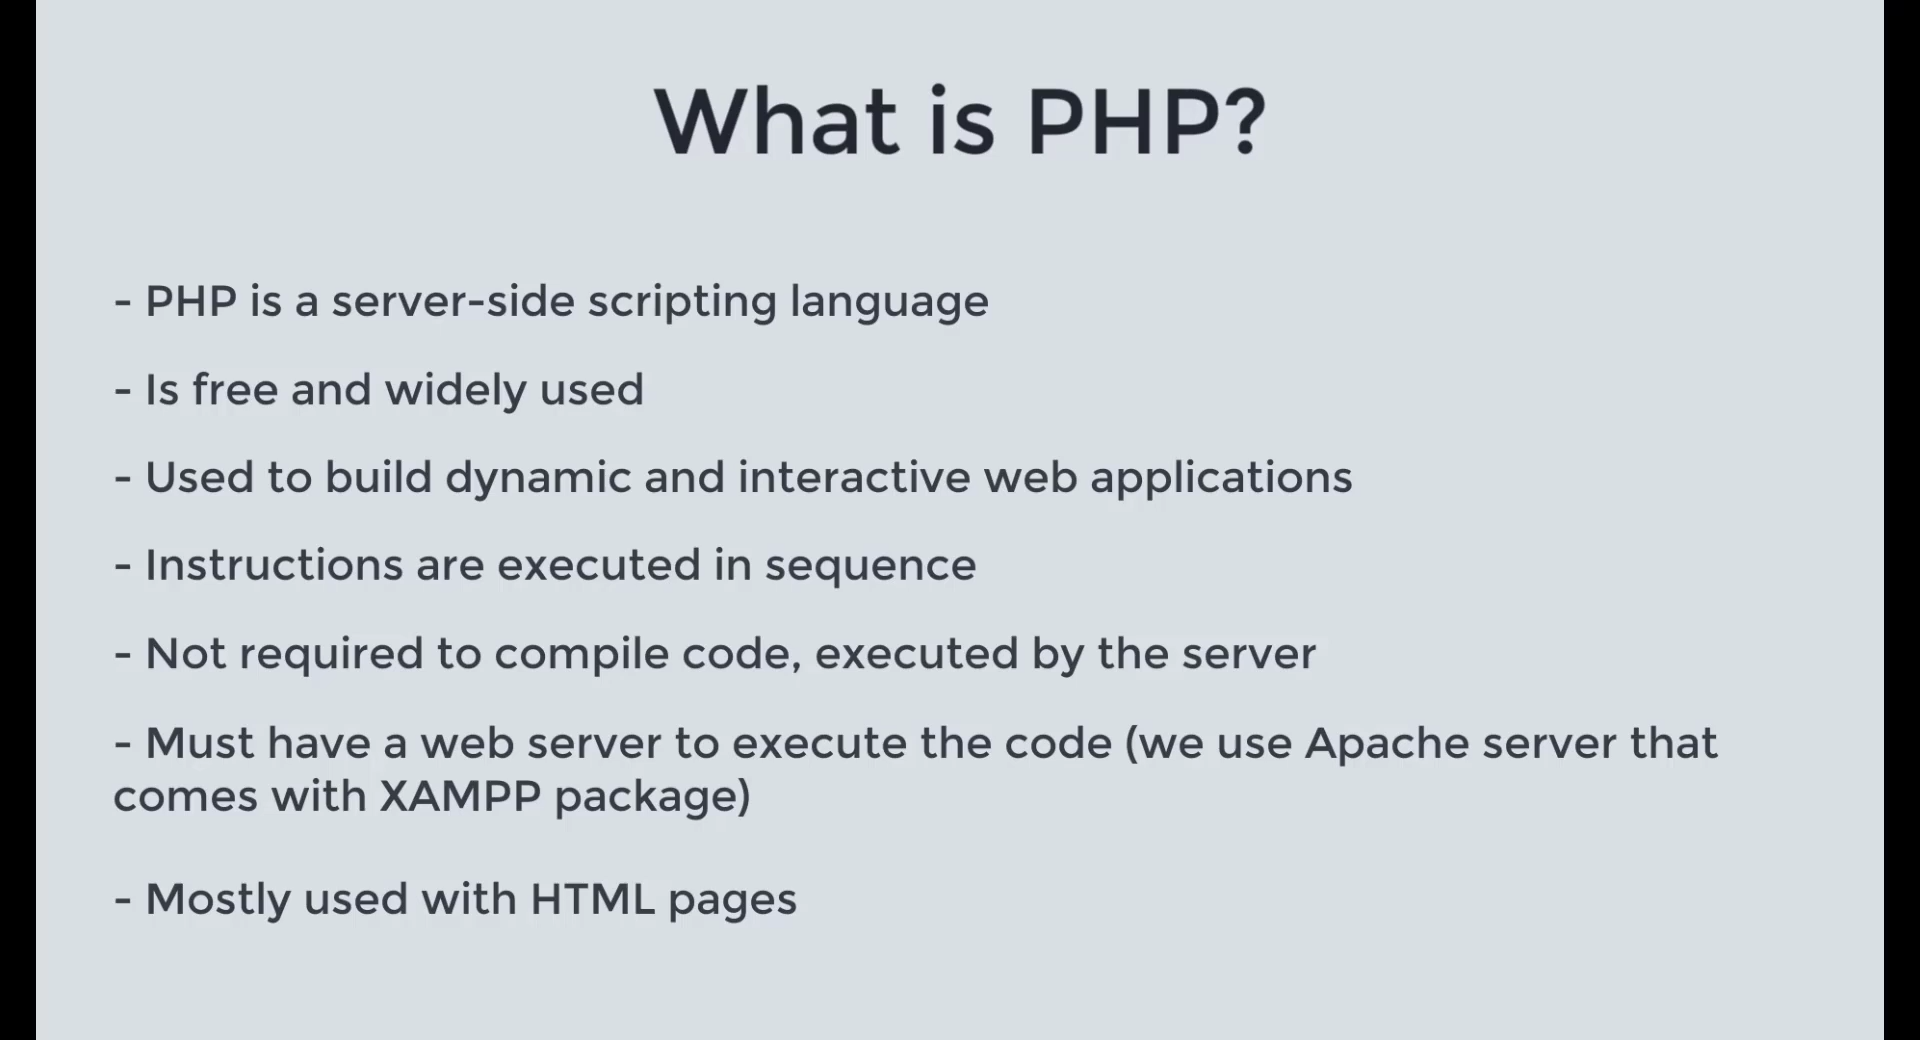 What is PHP?
- PHP is a server-side scripting language
- Is free and widely used
- Used to build dynamic and interactive web applications
- Instructions are executed in sequence
- Not required to compile code, executed by the server
- Must have a web server to execute the code (we use Apache server that
comes with XAMPP package)
- Mostly used with HTML pages